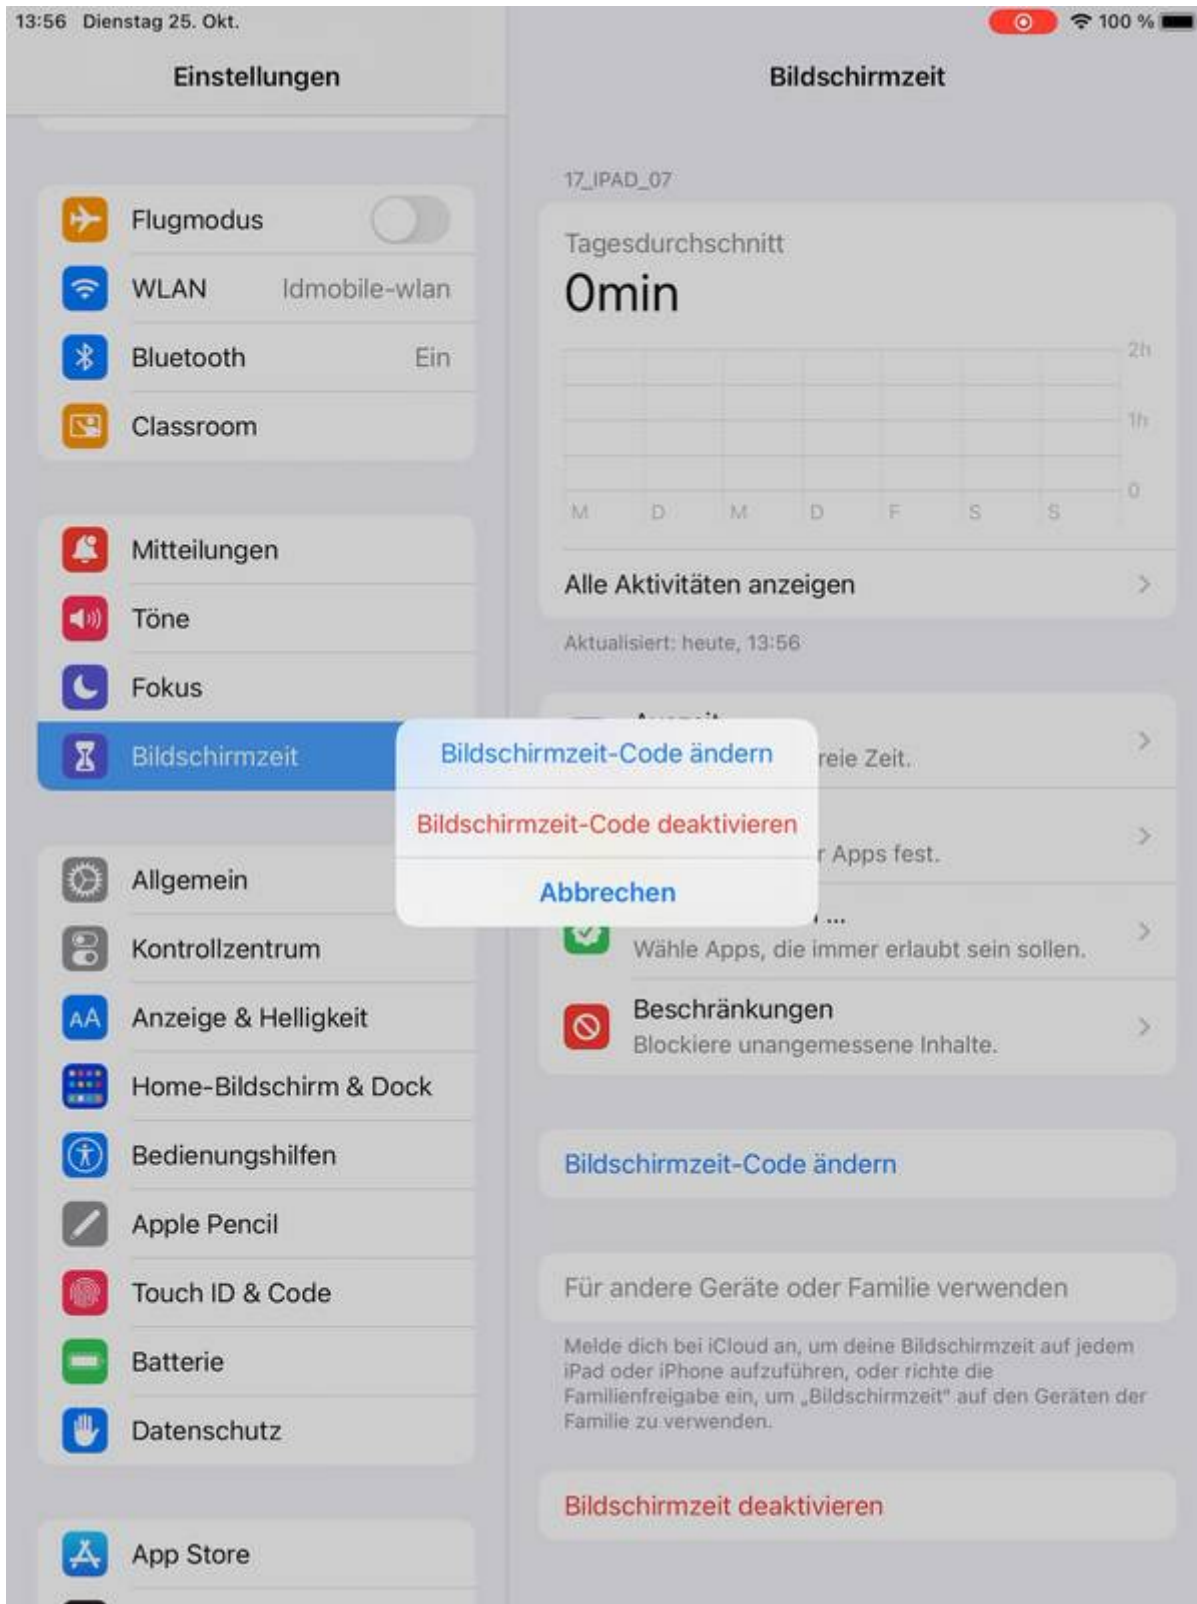 13:56 Dienstag 25. Okt.
100 %
Einstellungen
Flugmodus
WLAN ldmobile-wlan
Bluetooth Ein
Classroom
Mitteilungen
Töne
Fokus
Bildschirmzeit
Allgemein
Kontrollzentrum
AA Anzeige & Helligkeit
Home-Bildschirm & Dock
Bedienungshilfen
Apple Pencil
Touch ID & Code
Batterie
Datenschutz
App Store
Bildschirmzeit
17_IPAD_07
Tagesdurchschnitt
0min
2h
1h
0
M D M D F S S
Alle Aktivitäten anzeigen
Aktualisiert: heute, 13:56
Bildschirmzeit-Code ändern
Bildschirmzeit-Code deaktivieren
Abbrechen
reie Zeit.
r Apps fest.
...
Wähle Apps, die immer erlaubt sein sollen.
Beschränkungen
Blockiere unangemessene Inhalte.
Bildschirmzeit-Code ändern
Für andere Geräte oder Familie verwenden
Melde dich bei iCloud an, um deine Bildschirmzeit auf jedem
iPad oder iPhone aufzuführen, oder richte die
Familienfreigabe ein, um „Bildschirmzeit" auf den Geräten der
Familie zu verwenden.
Bildschirmzeit deaktivieren